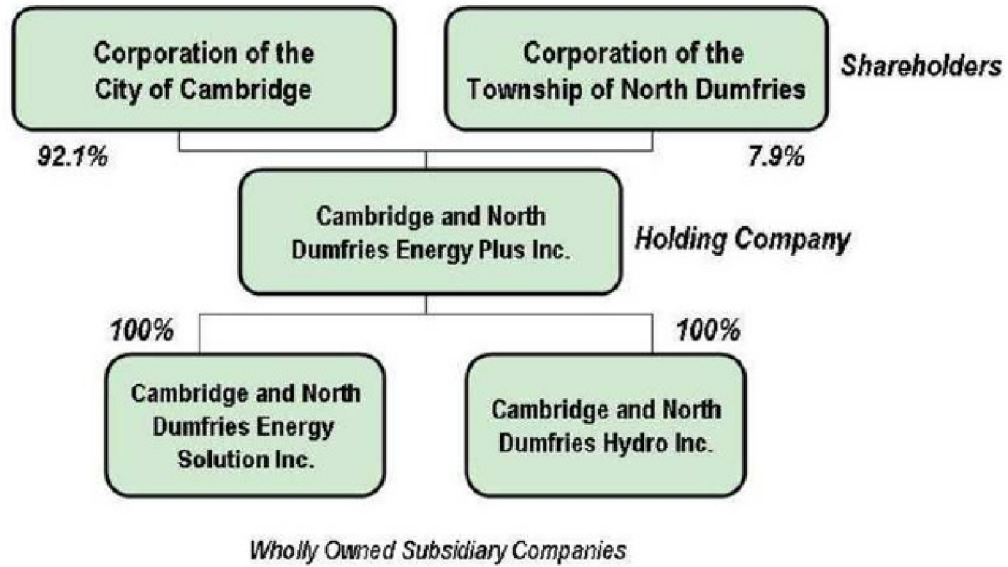 Corporation of the
City of Cambridge
Corporation of the
Township of North Dumfries
Shareholders
92.1%
7.9%
Cambridge and North
Dumfries Energy Plus Inc.
Holding Company
100%
100%
Cambridge and North
Dumfries Energy
Solution Inc.
Cambridge and North
Dumfries Hydro Inc.
Wholly Owned Subsidiary Companies